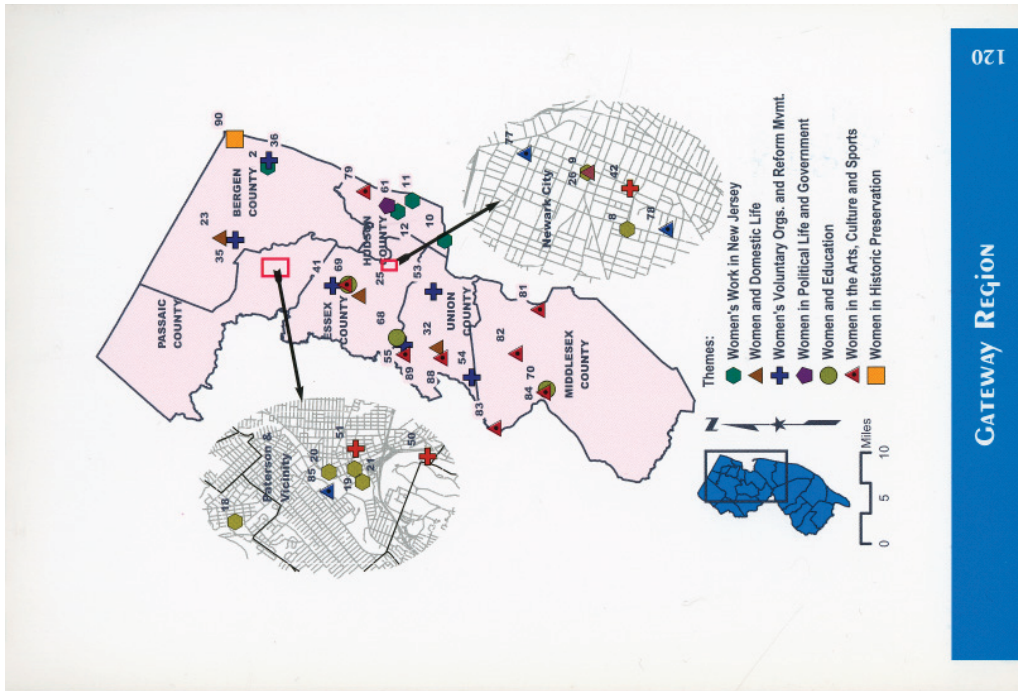 120
GATEWAY REGION
PASSAIC
COUNTY
BERGEN
COUNTY
90
2
36
23
35
79
61
11
12
10
HUDSON
COUNTY
25
41
69
ESSEX
COUNTY
53
68
55
32
89
88
UNION
COUNTY
54
81
82
70
84
83
MIDDLESEX
COUNTY
Paterson &
Vicinity
18
20
85
51
19
21
50
Newark City
77
9
26
42
8
78
Themes:
Women's Work in New Jersey
Women and Domestic Life
Women's Voluntary Orgs. and Reform Mvmt.
Women in Political Life and Government
Women and Education
Women in the Arts, Culture and Sports
Women in Historic Preservation
N
0
5
10
Miles